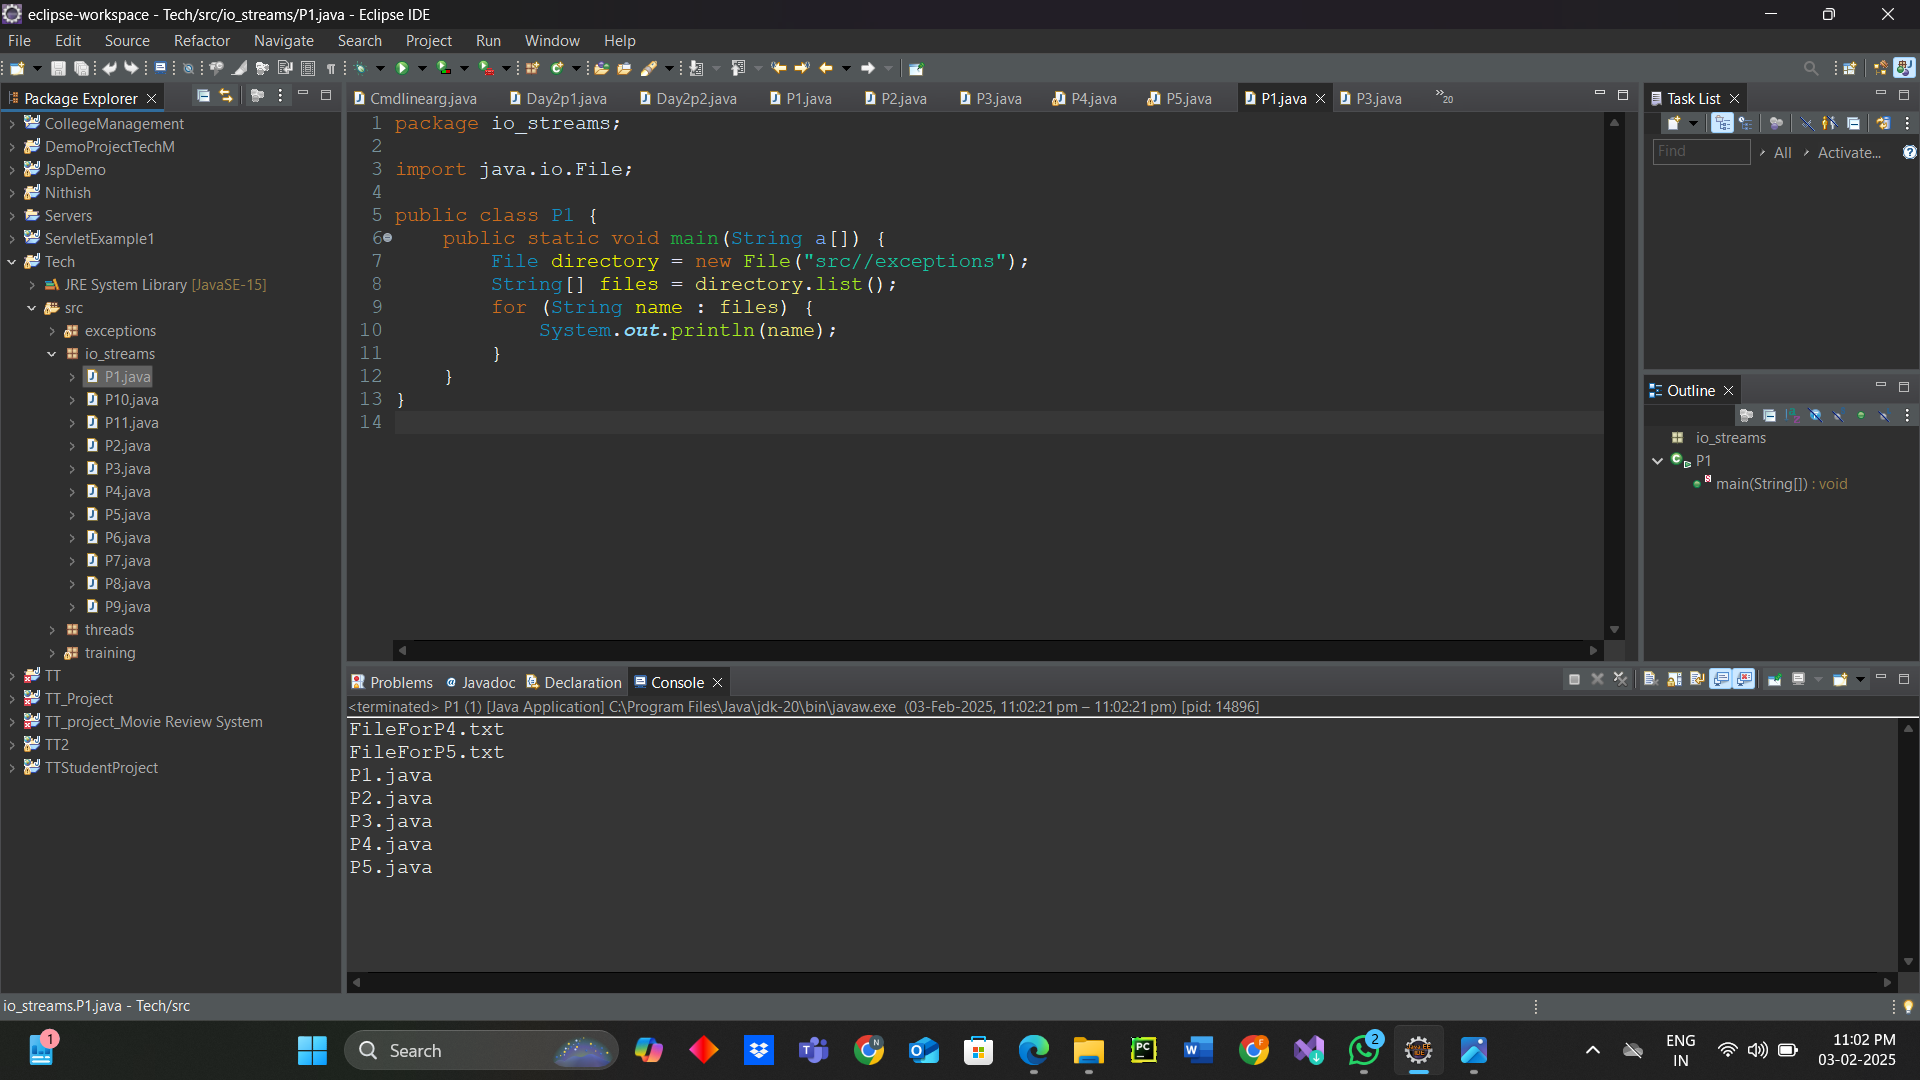 eclipse-workspace - Tech/src/io_streams/P1.java - Eclipse IDE
File Edit Source Refactor Navigate Search Project Run Window Help
Package Explorer
CollegeManagement
DemoProjectTechM
JspDemo
Nithish
Servers
ServletExample1
Tech
JRE System Library [JavaSE-15]
src
exceptions
io_streams
P1.java
P10.java
P11.java
P2.java
P3.java
P4.java
P5.java
P6.java
P7.java
P8.java
P9.java
threads
training
TT
TT_Project
TT_project_Movie Review System
TT2
TTStudentProject
Cmdlinearg.java Day2p1.java Day2p2.java P1.java P2.java P3.java P4.java P5.java P1.java P3.java »20
1 package io_streams;
2
3 import java.io.File;
4
5 public class P1 {
6 public static void main(String a[]) {
7 File directory = new File("src//exceptions");
8 String[] files = directory.list();
9 for (String name : files) {
10 System.out.println(name);
11 }
12 }
13 }
14
Task List
Find All Activate...
Outline
io_streams
P1
main(String[]) : void
Problems Javadoc Declaration Console
<terminated> P1 (1) [Java Application] C:\Program Files\Java\jdk-20\bin\javaw.exe (03-Feb-2025, 11:02:21 pm – 11:02:21 pm) [pid: 14896]
FileForP4.txt
FileForP5.txt
P1.java
P2.java
P3.java
P4.java
P5.java
io_streams.P1.java - Tech/src
1
Search
2
ENG
IN
11:02 PM
03-02-2025